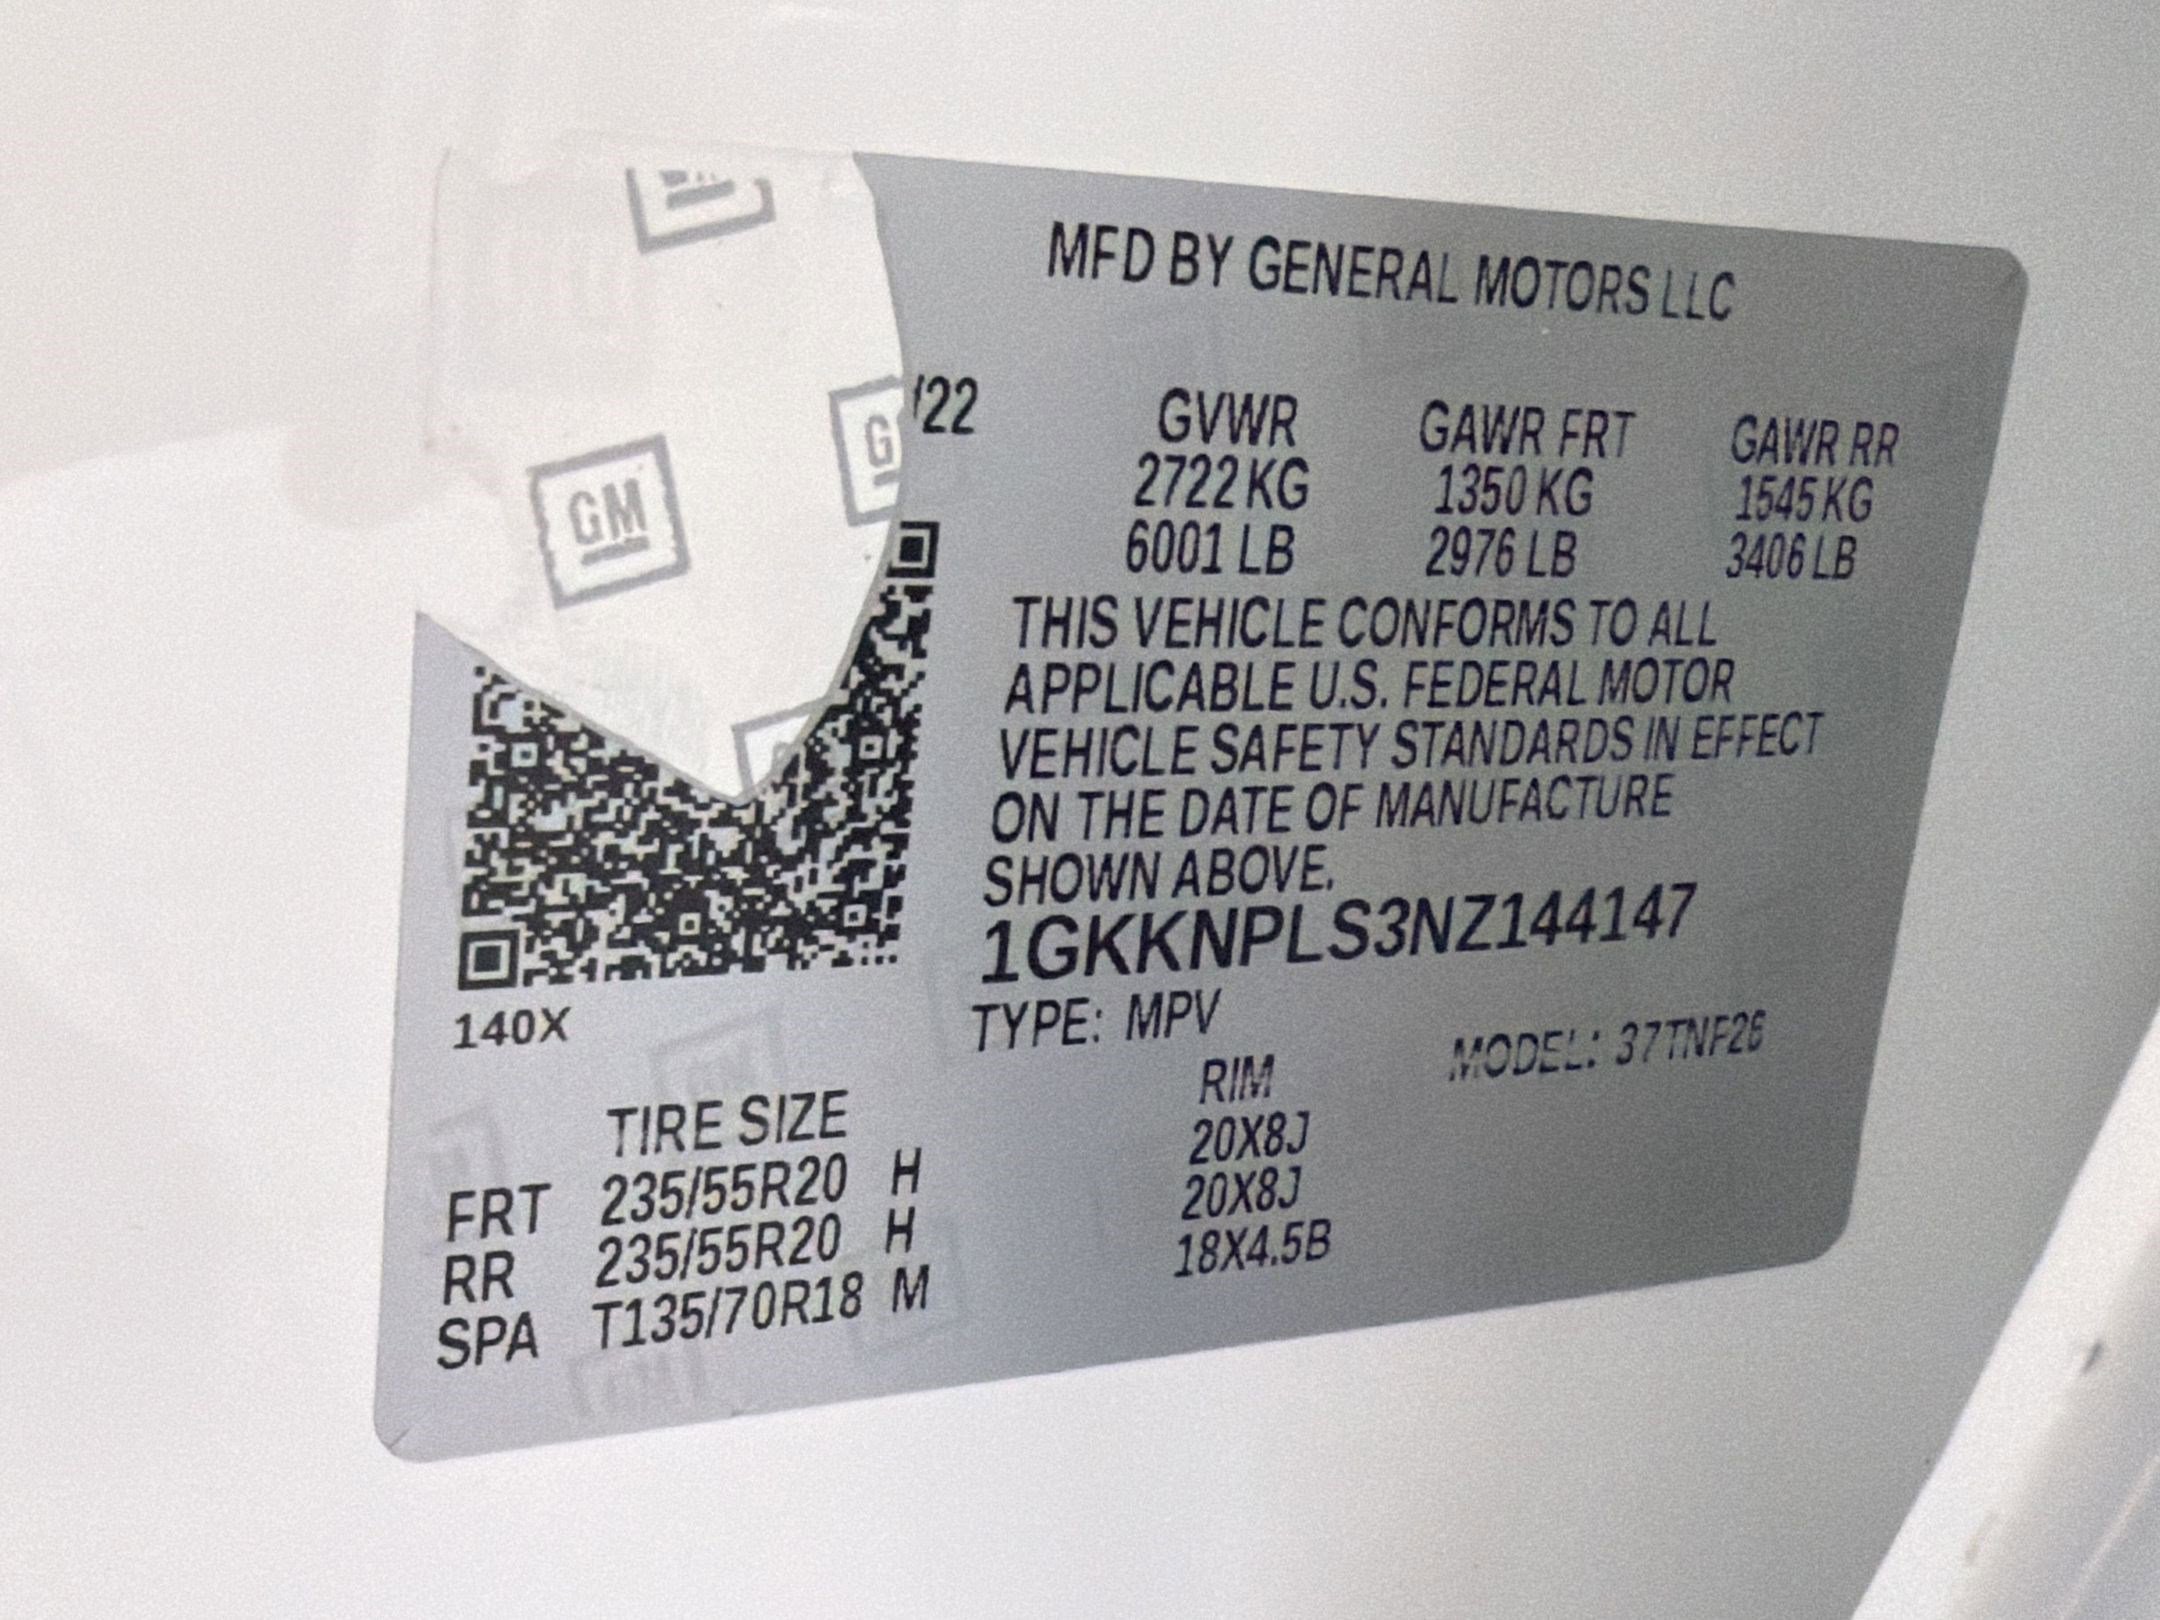 MFD BY GENERAL MOTORS LLC
/22
GVWR GAWR FRT GAWR RR
2722 KG 1350 KG 1545 KG
6001 LB 2976 LB 3406 LB
GM
THIS VEHICLE CONFORMS TO ALL
APPLICABLE U.S. FEDERAL MOTOR
VEHICLE SAFETY STANDARDS IN EFFECT
ON THE DATE OF MANUFACTURE
SHOWN ABOVE.
1GKKNPLS3NZ144147
140X
TYPE: MPV MODEL: 37TNF26
TIRE SIZE RIM
FRT 235/55R20 H 20X8J
RR 235/55R20 H 20X8J
SPA T135/70R18 M 18X4.5B